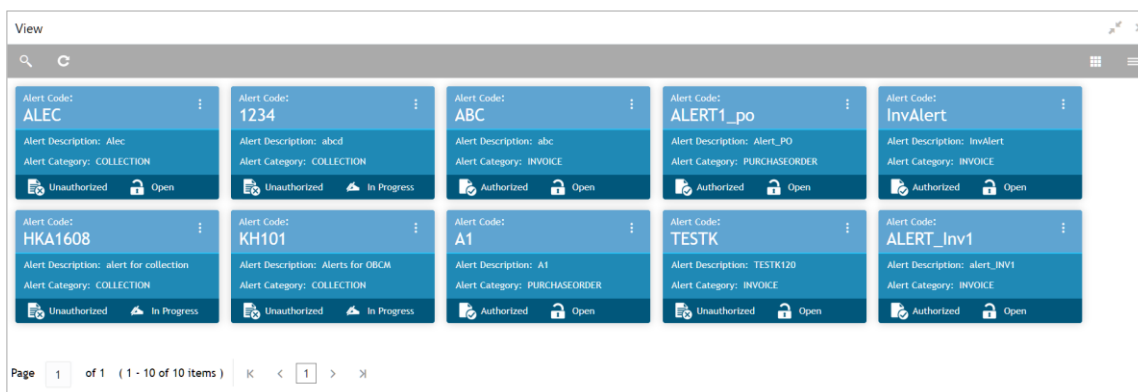 View
Alert Code:
ALEC
Alert Description: Alec
Alert Category: COLLECTION
Unauthorized Open
Alert Code:
1234
Alert Description: abcd
Alert Category: COLLECTION
Unauthorized In Progress
Alert Code:
ABC
Alert Description: abc
Alert Category: INVOICE
Authorized Open
Alert Code:
ALERT1_po
Alert Description: Alert_PO
Alert Category: PURCHASEORDER
Authorized Open
Alert Code:
InvAlert
Alert Description: InvAlert
Alert Category: INVOICE
Authorized Open
Alert Code:
HKA1608
Alert Description: alert for collection
Alert Category: COLLECTION
Unauthorized In Progress
Alert Code:
KH101
Alert Description: Alerts for OBCM
Alert Category: COLLECTION
Unauthorized In Progress
Alert Code:
A1
Alert Description: A1
Alert Category: PURCHASEORDER
Authorized Open
Alert Code:
TESTK
Alert Description: TESTK120
Alert Category: INVOICE
Unauthorized Open
Alert Code:
ALERT_Inv1
Alert Description: alert_INV1
Alert Category: INVOICE
Authorized Open
Page 1 of 1 ( 1 - 10 of 10 items ) 1